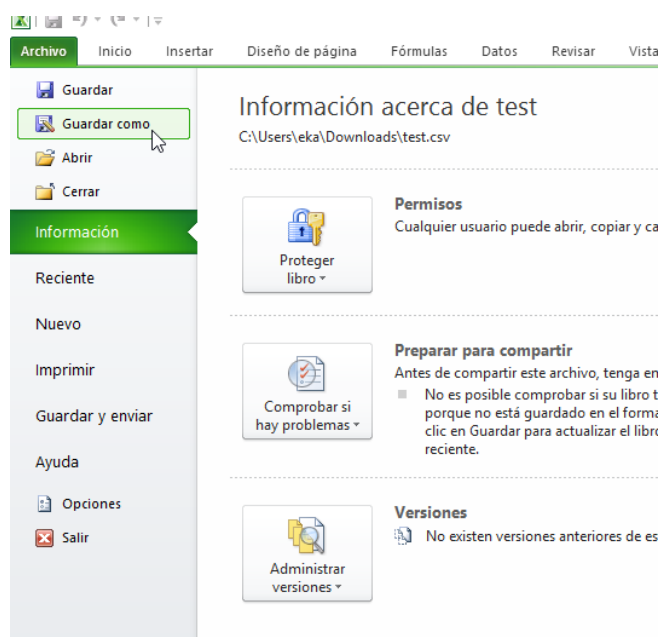 Archivo Inicio Insertar Diseño de página Fórmulas Datos Revisar Vista
Guardar
Guardar como
Abrir
Cerrar
Información
Reciente
Nuevo
Imprimir
Guardar y enviar
Ayuda
Opciones
Salir
Información acerca de test
C:\Users\eka\Downloads\test.csv
Proteger
libro
Permisos
Cualquier usuario puede abrir, copiar y ca
Comprobar si
hay problemas
Preparar para compartir
Antes de compartir este archivo, tenga en
No es posible comprobar si su libro t
porque no está guardado en el forma
clic en Guardar para actualizar el libro
reciente.
Administrar
versiones
Versiones
No existen versiones anteriores de es